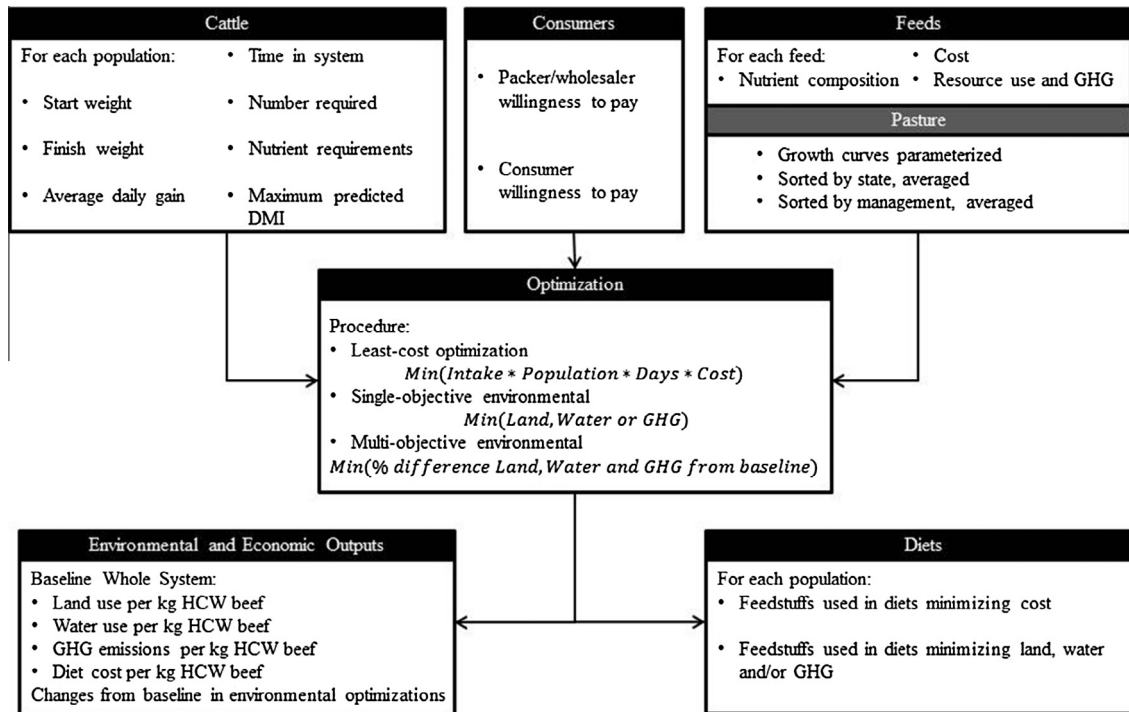 Cattle
For each population:
• Start weight
• Finish weight
• Average daily gain
• Time in system
• Number required
• Nutrient requirements
• Maximum predicted
DMI
Consumers
• Packer/wholesaler
willingness to pay
• Consumer
willingness to pay
Feeds
For each feed:
• Nutrient composition
• Cost
• Resource use and GHG
Pasture
• Growth curves parameterized
• Sorted by state, averaged
• Sorted by management, averaged
Optimization
Procedure:
• Least-cost optimization
Min(Intake * Population * Days * Cost)
• Single-objective environmental
Min(Land, Water or GHG)
• Multi-objective environmental
Min(% difference Land, Water and GHG from baseline)
Environmental and Economic Outputs
Baseline Whole System:
• Land use per kg HCW beef
• Water use per kg HCW beef
• GHG emissions per kg HCW beef
• Diet cost per kg HCW beef
Changes from baseline in environmental optimizations
Diets
For each population:
• Feedstuffs used in diets minimizing cost
• Feedstuffs used in diets minimizing land, water
and/or GHG